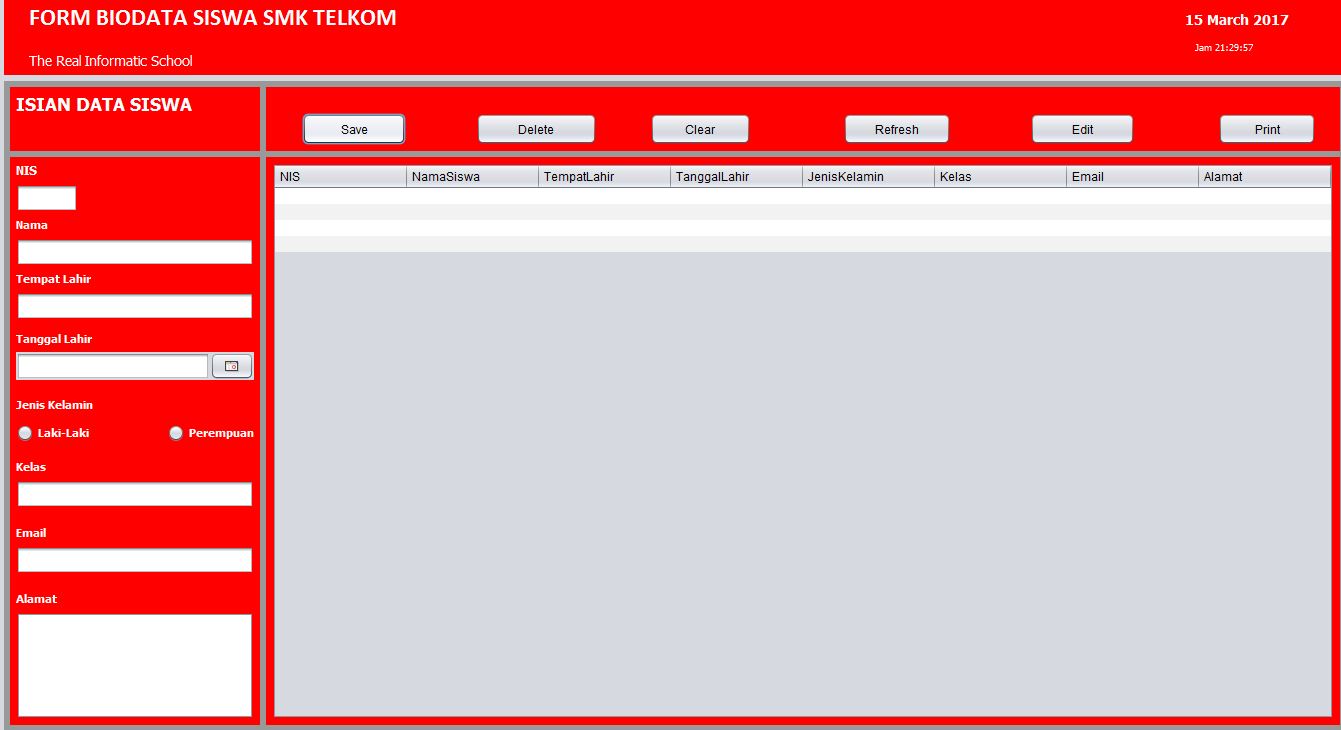 FORM BIODATA SISWA SMK TELKOM
15 March 2017
Jam 21:29:57
The Real Informatic School
ISIAN DATA SISWA
Save Delete Clear Refresh Edit Print
NIS
Nama
Tempat Lahir
Tanggal Lahir
Jenis Kelamin
Laki-Laki Perempuan
Kelas
Email
Alamat
NIS NamaSiswa TempatLahir TanggalLahir JenisKelamin Kelas Email Alamat